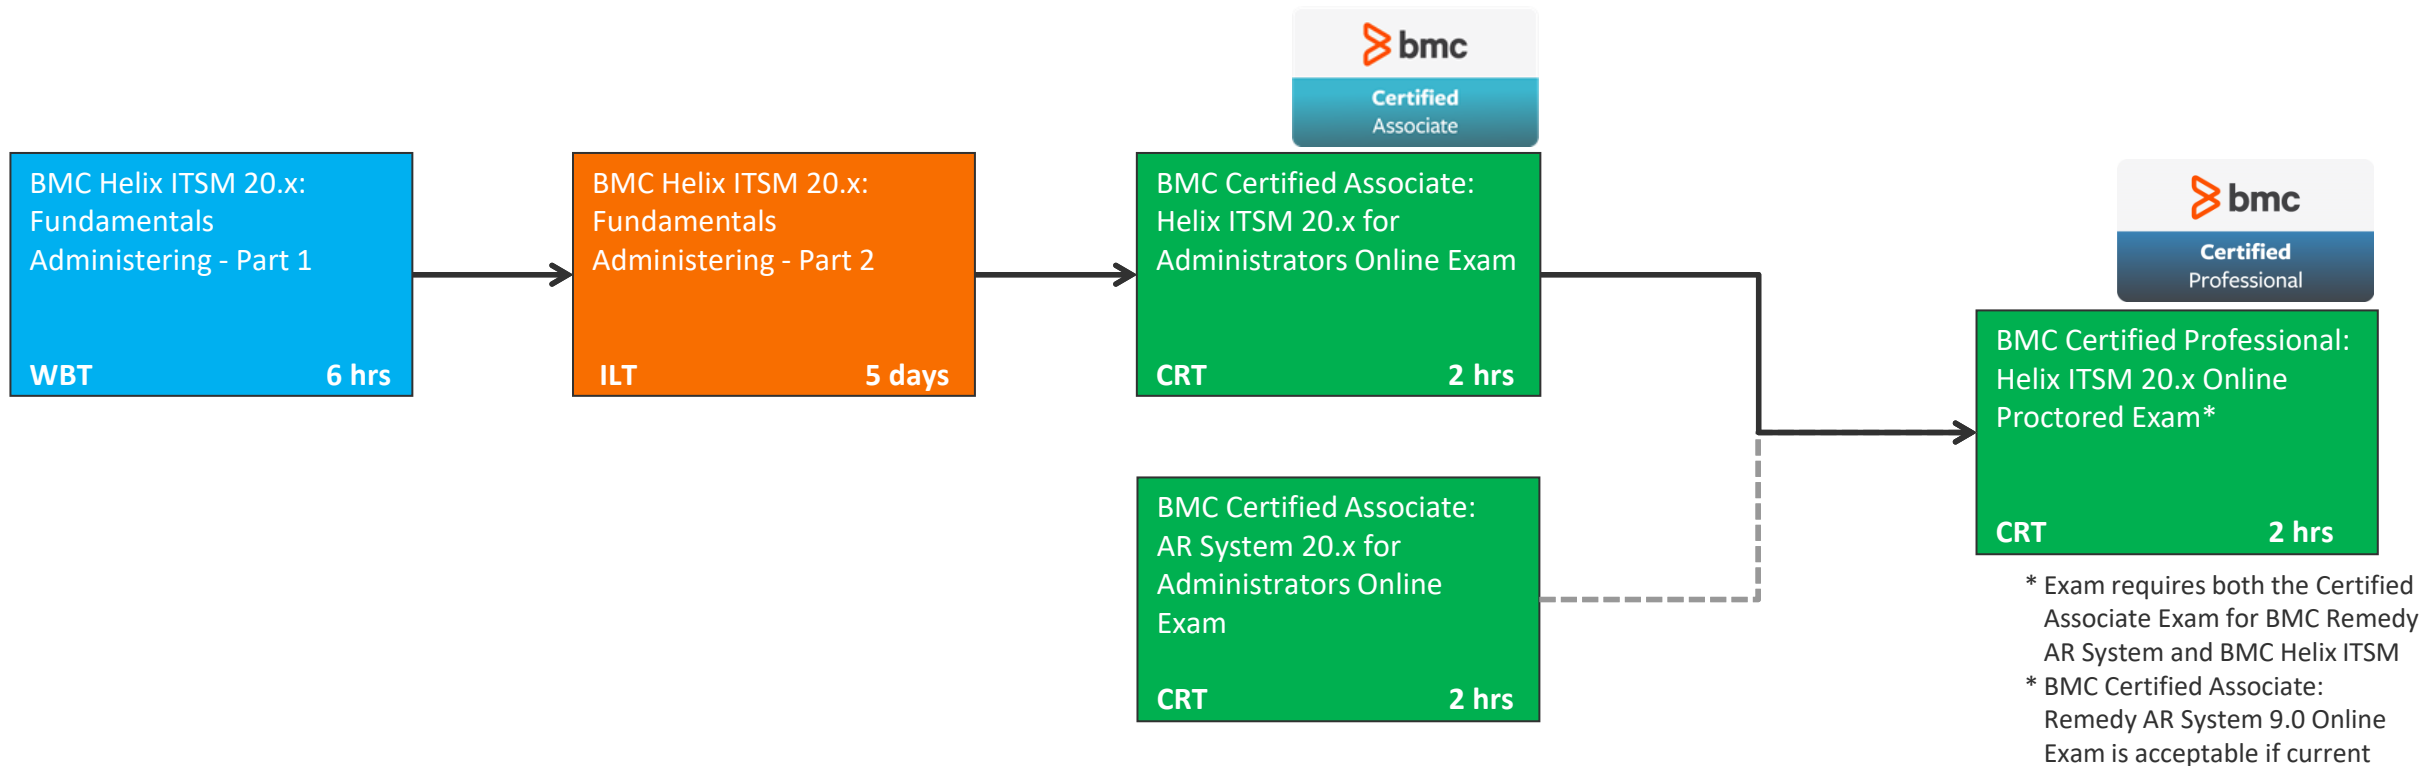 bmc
Certified
Associate
BMC Helix ITSM 20.x:
Fundamentals
Administering - Part 1
WBT 6 hrs
BMC Helix ITSM 20.x:
Fundamentals
Administering - Part 2
ILT 5 days
BMC Certified Associate:
Helix ITSM 20.x for
Administrators Online Exam
CRT 2 hrs
BMC Certified Associate:
AR System 20.x for
Administrators Online
Exam
CRT 2 hrs
bmc
Certified
Professional
BMC Certified Professional:
Helix ITSM 20.x Online
Proctored Exam*
CRT 2 hrs
* Exam requires both the Certified
Associate Exam for BMC Remedy
AR System and BMC Helix ITSM
* BMC Certified Associate:
Remedy AR System 9.0 Online
Exam is acceptable if current